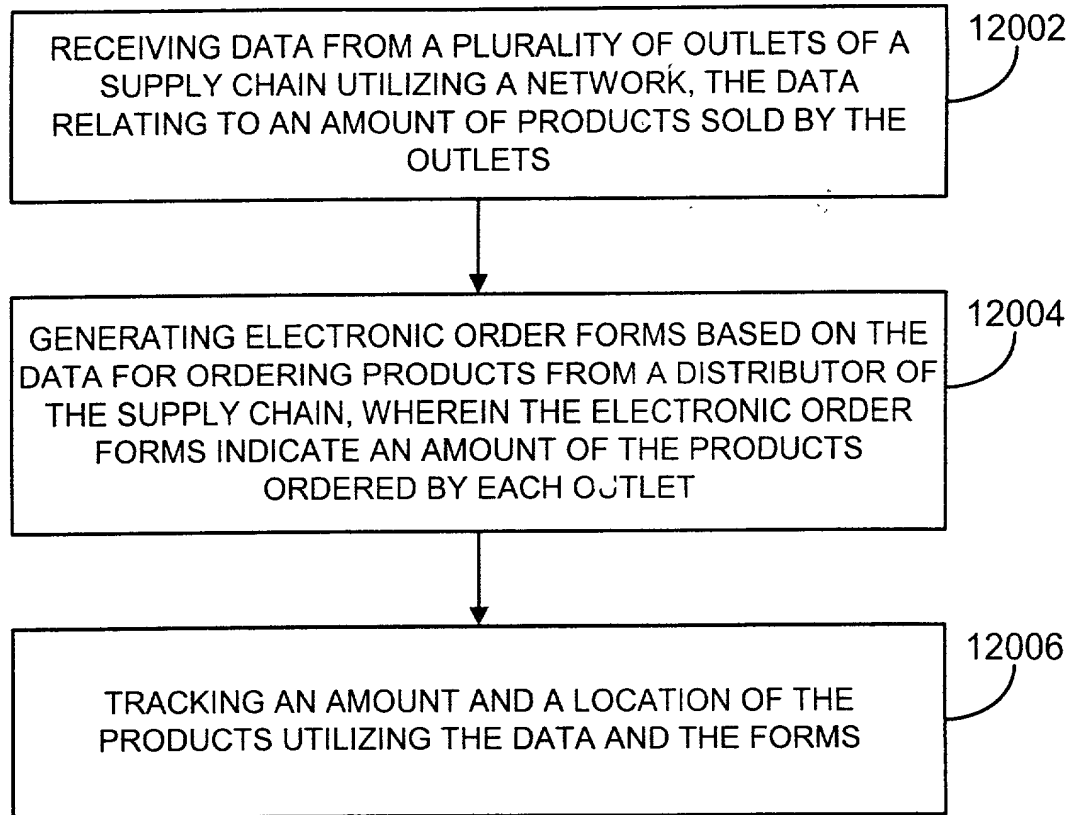 RECEIVING DATA FROM A PLURALITY OF OUTLETS OF A
SUPPLY CHAIN UTILIZING A NETWORK, THE DATA
RELATING TO AN AMOUNT OF PRODUCTS SOLD BY THE
OUTLETS
12002
GENERATING ELECTRONIC ORDER FORMS BASED ON THE
DATA FOR ORDERING PRODUCTS FROM A DISTRIBUTOR OF
THE SUPPLY CHAIN, WHEREIN THE ELECTRONIC ORDER
FORMS INDICATE AN AMOUNT OF THE PRODUCTS
ORDERED BY EACH OUTLET
12004
TRACKING AN AMOUNT AND A LOCATION OF THE
PRODUCTS UTILIZING THE DATA AND THE FORMS
12006